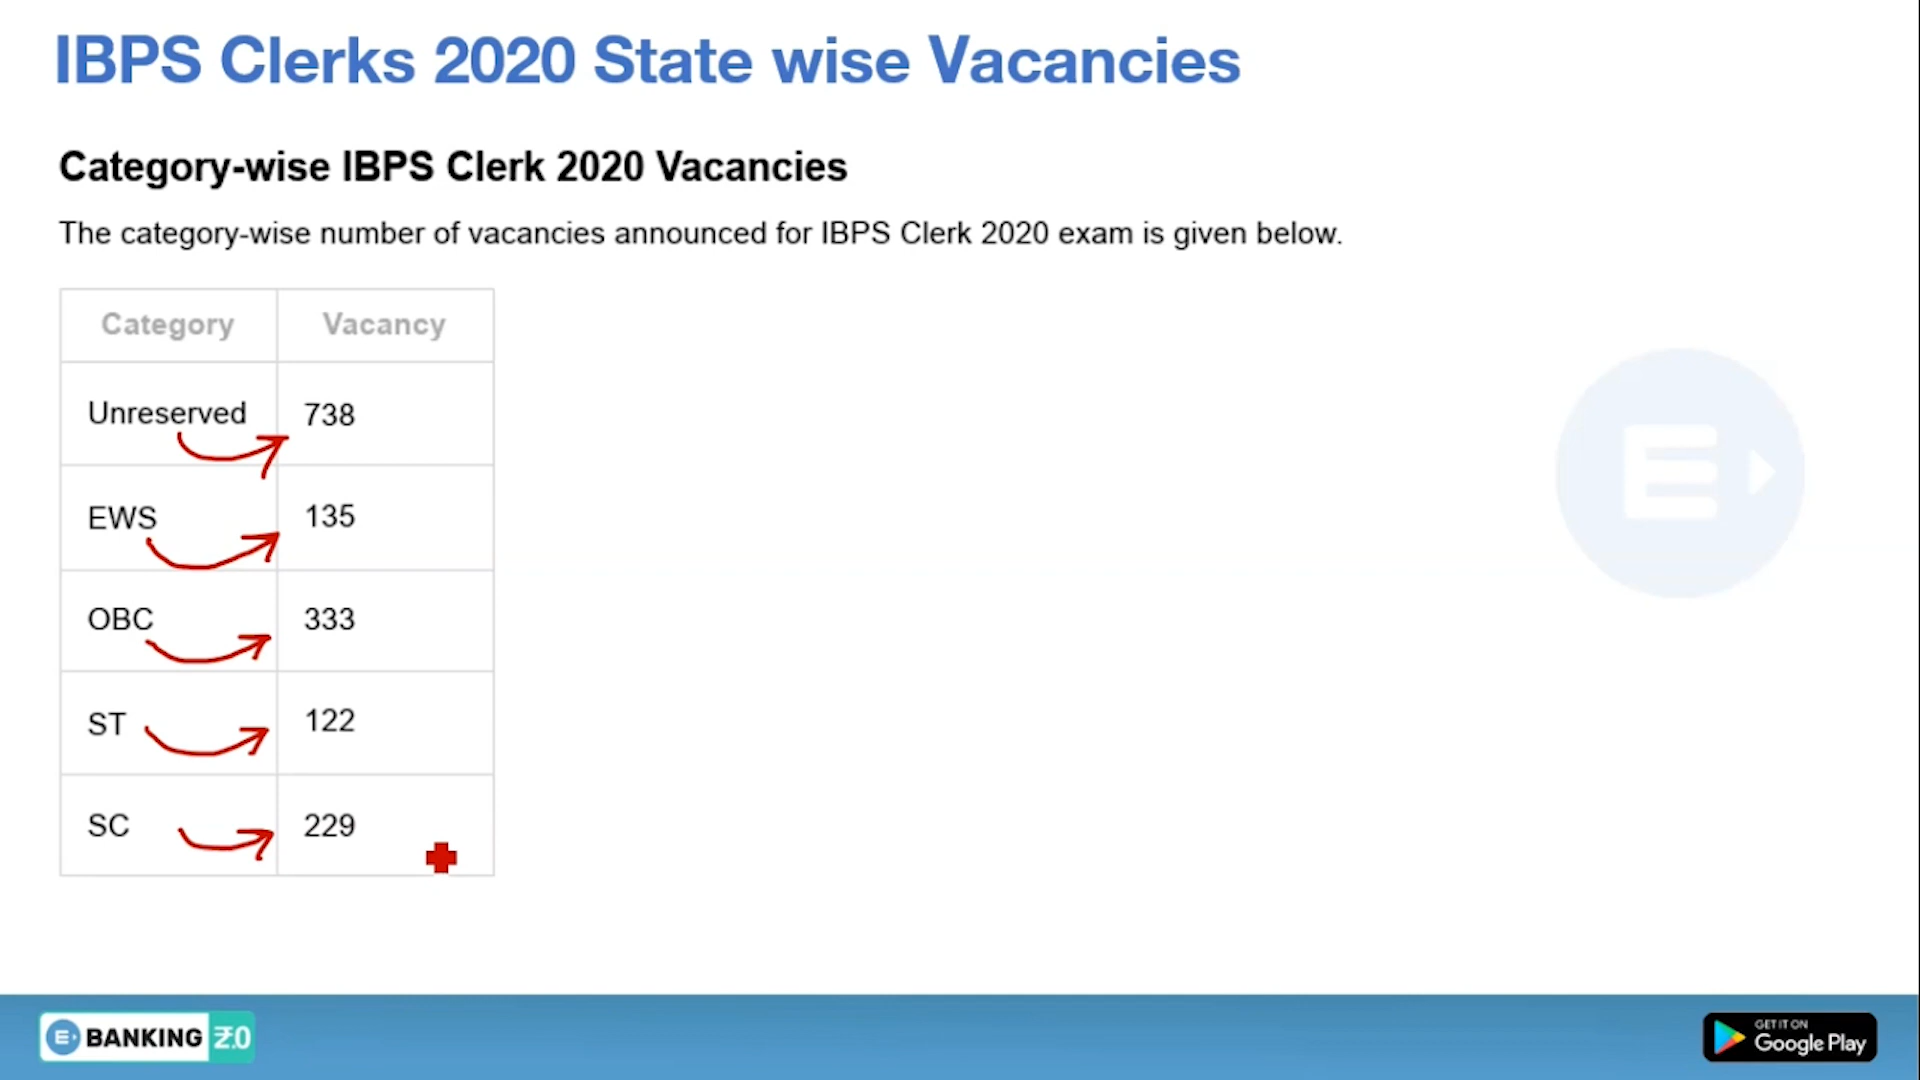 IBPS Clerks 2020 State wise Vacancies
Category-wise IBPS Clerk 2020 Vacancies
The category-wise number of vacancies announced for IBPS Clerk 2020 exam is given below.
Category Vacancy
Unreserved 738
EWS 135
OBC 333
ST 122
SC 229
E
E BANKING 2.0
GET IT ON
Google Play